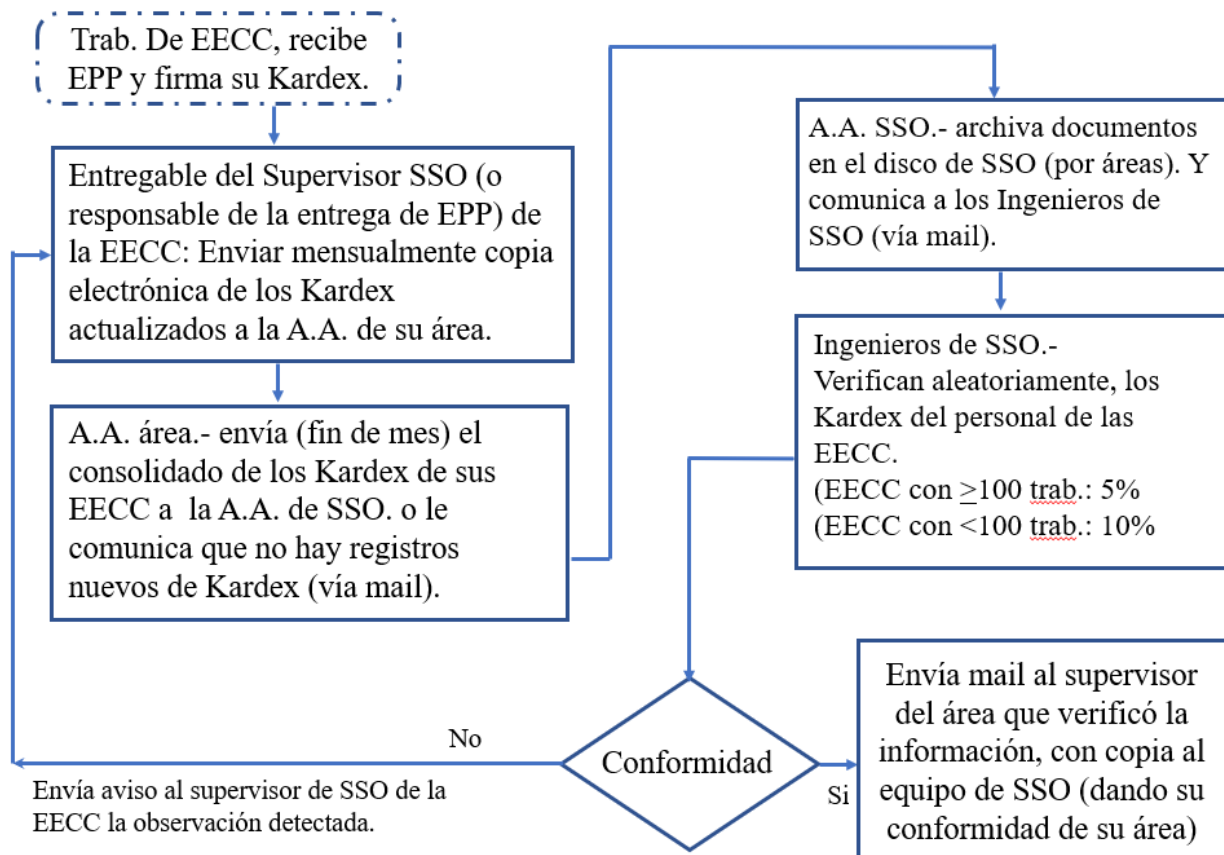 Trab. De EECC, recibe
EPP y firma su Kardex.
Entregable del Supervisor SSO (o
responsable de la entrega de EPP) de
la EECC: Enviar mensualmente copia
electrónica de los Kardex
actualizados a la A.A. de su área.
A.A. área.- envía (fin de mes) el
consolidado de los Kardex de sus
EECC a la A.A. de SSO. o le
comunica que no hay registros
nuevos de Kardex (vía mail).
A.A. SSO.- archiva documentos
en el disco de SSO (por áreas). Y
comunica a los Ingenieros de
SSO (vía mail).
Ingenieros de SSO.-
Verifican aleatoriamente, los
Kardex del personal de las
EECC.
(EECC con >100 trab.: 5%
(EECC con <100 trab.: 10%
Conformidad
No
Envía aviso al supervisor de SSO de la
EECC la observación detectada.
Si
Envía mail al supervisor
del área que verificó la
información, con copia al
equipo de SSO (dando su
conformidad de su área)